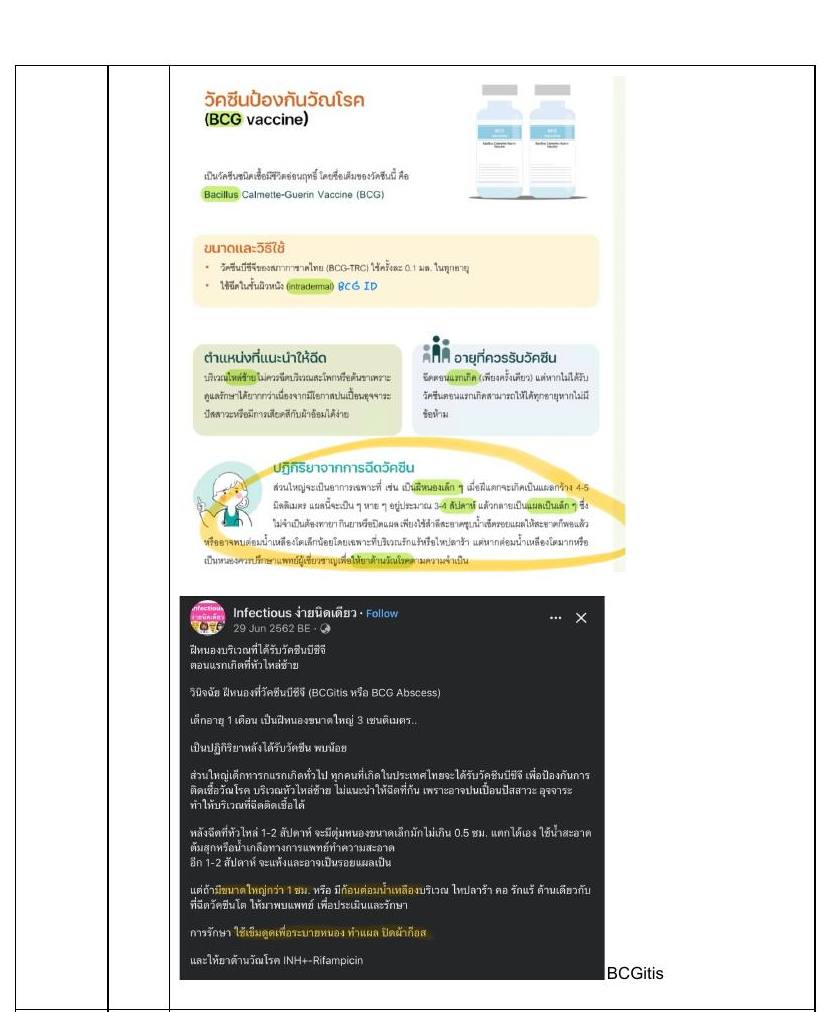 วัคซีนป้องกันวัณโรค
(BCG vaccine)
เป็นวัคซีนชนิดเชื้อมีชีวิตอ่อนฤทธิ์ โดยชื่อเต็มของวัคซีนนี้ คือ
Bacillus Calmette-Guerin Vaccine (BCG)
ขนาดและวิธีใช้
• วัคซีนบีซีจีของสภากาชาดไทย (BCG-TRC) ใช้ครั้งละ 0.1 มล. ในทุกอายุ
• ใช้ฉีดในชั้นผิวหนัง (intradermal) BCG ID
ตำแหน่งที่แนะนำให้ฉีด
บริเวณไหล่ซ้าย ไม่ควรฉีดบริเวณสะโพกหรือต้นขาเพราะ
ดูแลรักษาได้ยากกว่าเนื่องจากมีโอกาสปนเปื้อนอุจจาระ
ปัสสาวะหรือมีการเสียดสีกับผ้าอ้อมได้ง่าย
อายุที่ควรรับวัคซีน
ฉีดตอนแรกเกิด (เพียงครั้งเดียว) แต่หากไม่ได้รับ
วัคซีนตอนแรกเกิดสามารถให้ได้ทุกอายุหากไม่มี
ข้อห้าม
ปฏิกิริยาจากการฉีดวัคซีน
ส่วนใหญ่จะเป็นอาการเฉพาะที่ เช่น เป็นฝีหนองเล็ก ๆ เมื่อฝีแตกจะเกิดเป็นแผลกว้าง 4-5
มิลลิเมตร แผลนี้จะเป็น ๆ หาย ๆ อยู่ประมาณ 3-4 สัปดาห์ แล้วกลายเป็นแผลเป็นเล็ก ๆ ซึ่ง
ไม่จำเป็นต้องทายา กินยาหรือปิดแผล เพียงใช้สำลีสะอาดชุบน้ำเช็ดรอบแผลให้สะอาดก็พอแล้ว
หรืออาจพบต่อมน้ำเหลืองโตเล็กน้อยโดยเฉพาะที่บริเวณรักแร้หรือไหปลาร้า แต่หากต่อมน้ำเหลืองโตมากหรือ
เป็นหนองควรปรึกษาแพทย์ผู้เชี่ยวชาญเพื่อให้ยาต้านวัณโรคตามความจำเป็น
Infectious ง่ายนิดเดียว · Follow
29 Jun 2562 BE ·
ฝีหนองบริเวณที่ได้รับวัคซีนบีซีจี
ตอนแรกเกิดที่หัวไหล่ซ้าย
วินิจฉัย ฝีหนองที่วัคซีนบีซีจี (BCGitis หรือ BCG Abscess)
เด็กอายุ 1 เดือน เป็นฝีหนองขนาดใหญ่ 3 เซนติเมตร..
เป็นปฏิกิริยาหลังได้รับวัคซีน พบน้อย
ส่วนใหญ่เด็กทารกแรกเกิดทั่วไป ทุกคนที่เกิดในประเทศไทยจะได้รับวัคซีนบีซีจี เพื่อป้องกันการ
ติดเชื้อวัณโรค บริเวณหัวไหล่ซ้าย ไม่แนะนำให้ฉีดที่ก้น เพราะอาจปนเปื้อนปัสสาวะ อุจจาระ
ทำให้บริเวณที่ฉีดติดเชื้อได้
หลังฉีดที่หัวไหล่ 1-2 สัปดาห์ จะมีตุ่มหนองขนาดเล็กมักไม่เกิน 0.5 ซม. แตกได้เอง ใช้น้ำสะอาด
ต้มสุกหรือน้ำเกลือทางการแพทย์ทำความสะอาด
อีก 1-2 สัปดาห์ จะแห้งและอาจเป็นรอยแผลเป็น
แต่ถ้ามีขนาดใหญ่กว่า 1 ซม. หรือ มีก้อนต่อมน้ำเหลืองบริเวณ ไหปลาร้า คอ รักแร้ ด้านเดียวกับ
ที่ฉีดวัคซีนโต ให้มาพบแพทย์ เพื่อประเมินและรักษา
การรักษา ใช้เข็มดูดเพื่อระบายหนอง ทำแผล ปิดผ้าก็อส
และให้ยาต้านวัณโรค INH+-Rifampicin
BCGitis